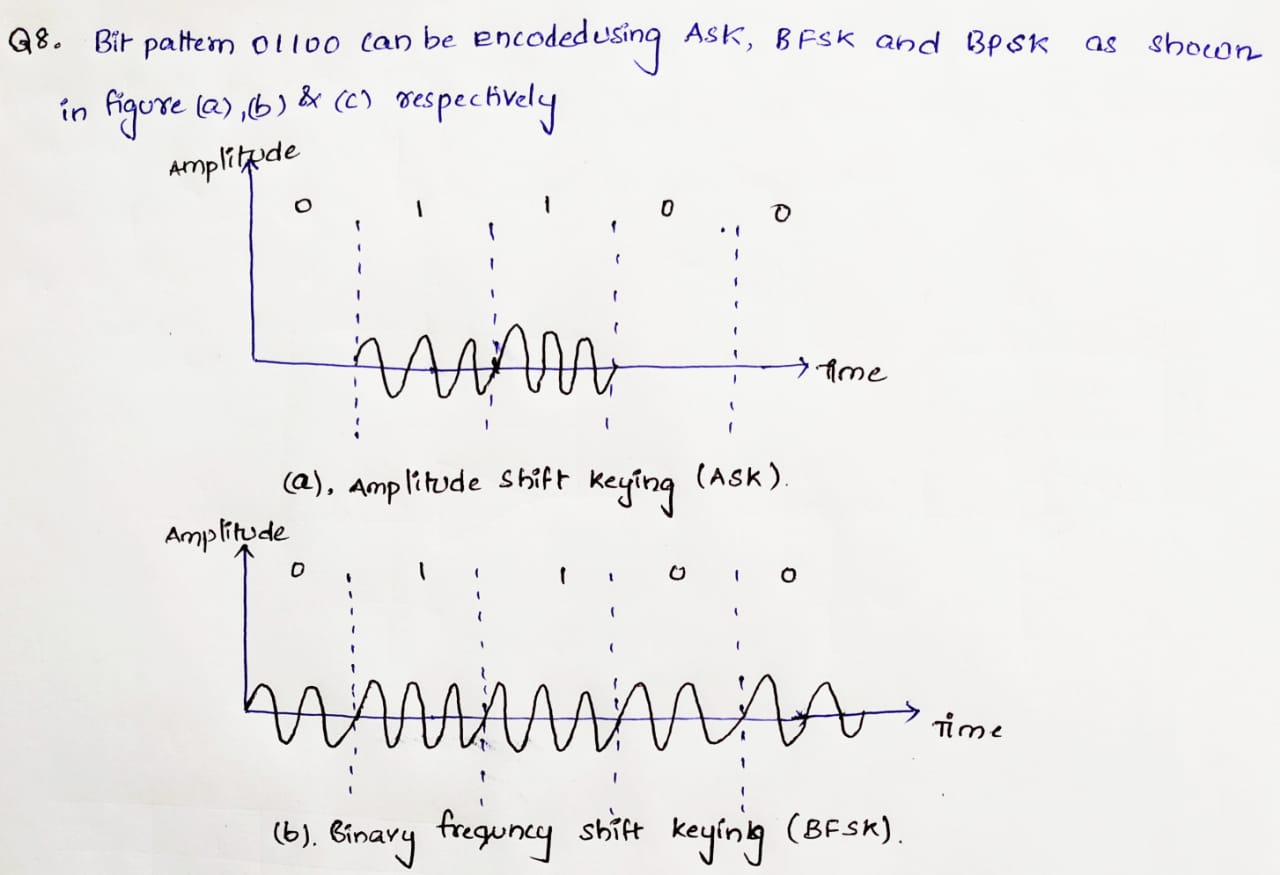 Q8. Bit pattern 01100 can be encoded using ASK, BFSK and BPSK as shown
in figure (a), (b) & (c) respectively
Amplitude
0 1 1 0 0
Time
(a). Amplitude shift keying (ASK).
Amplitude
0 1 1 0 0
Time
(b). Binary frequncy shift keying (BFSK).